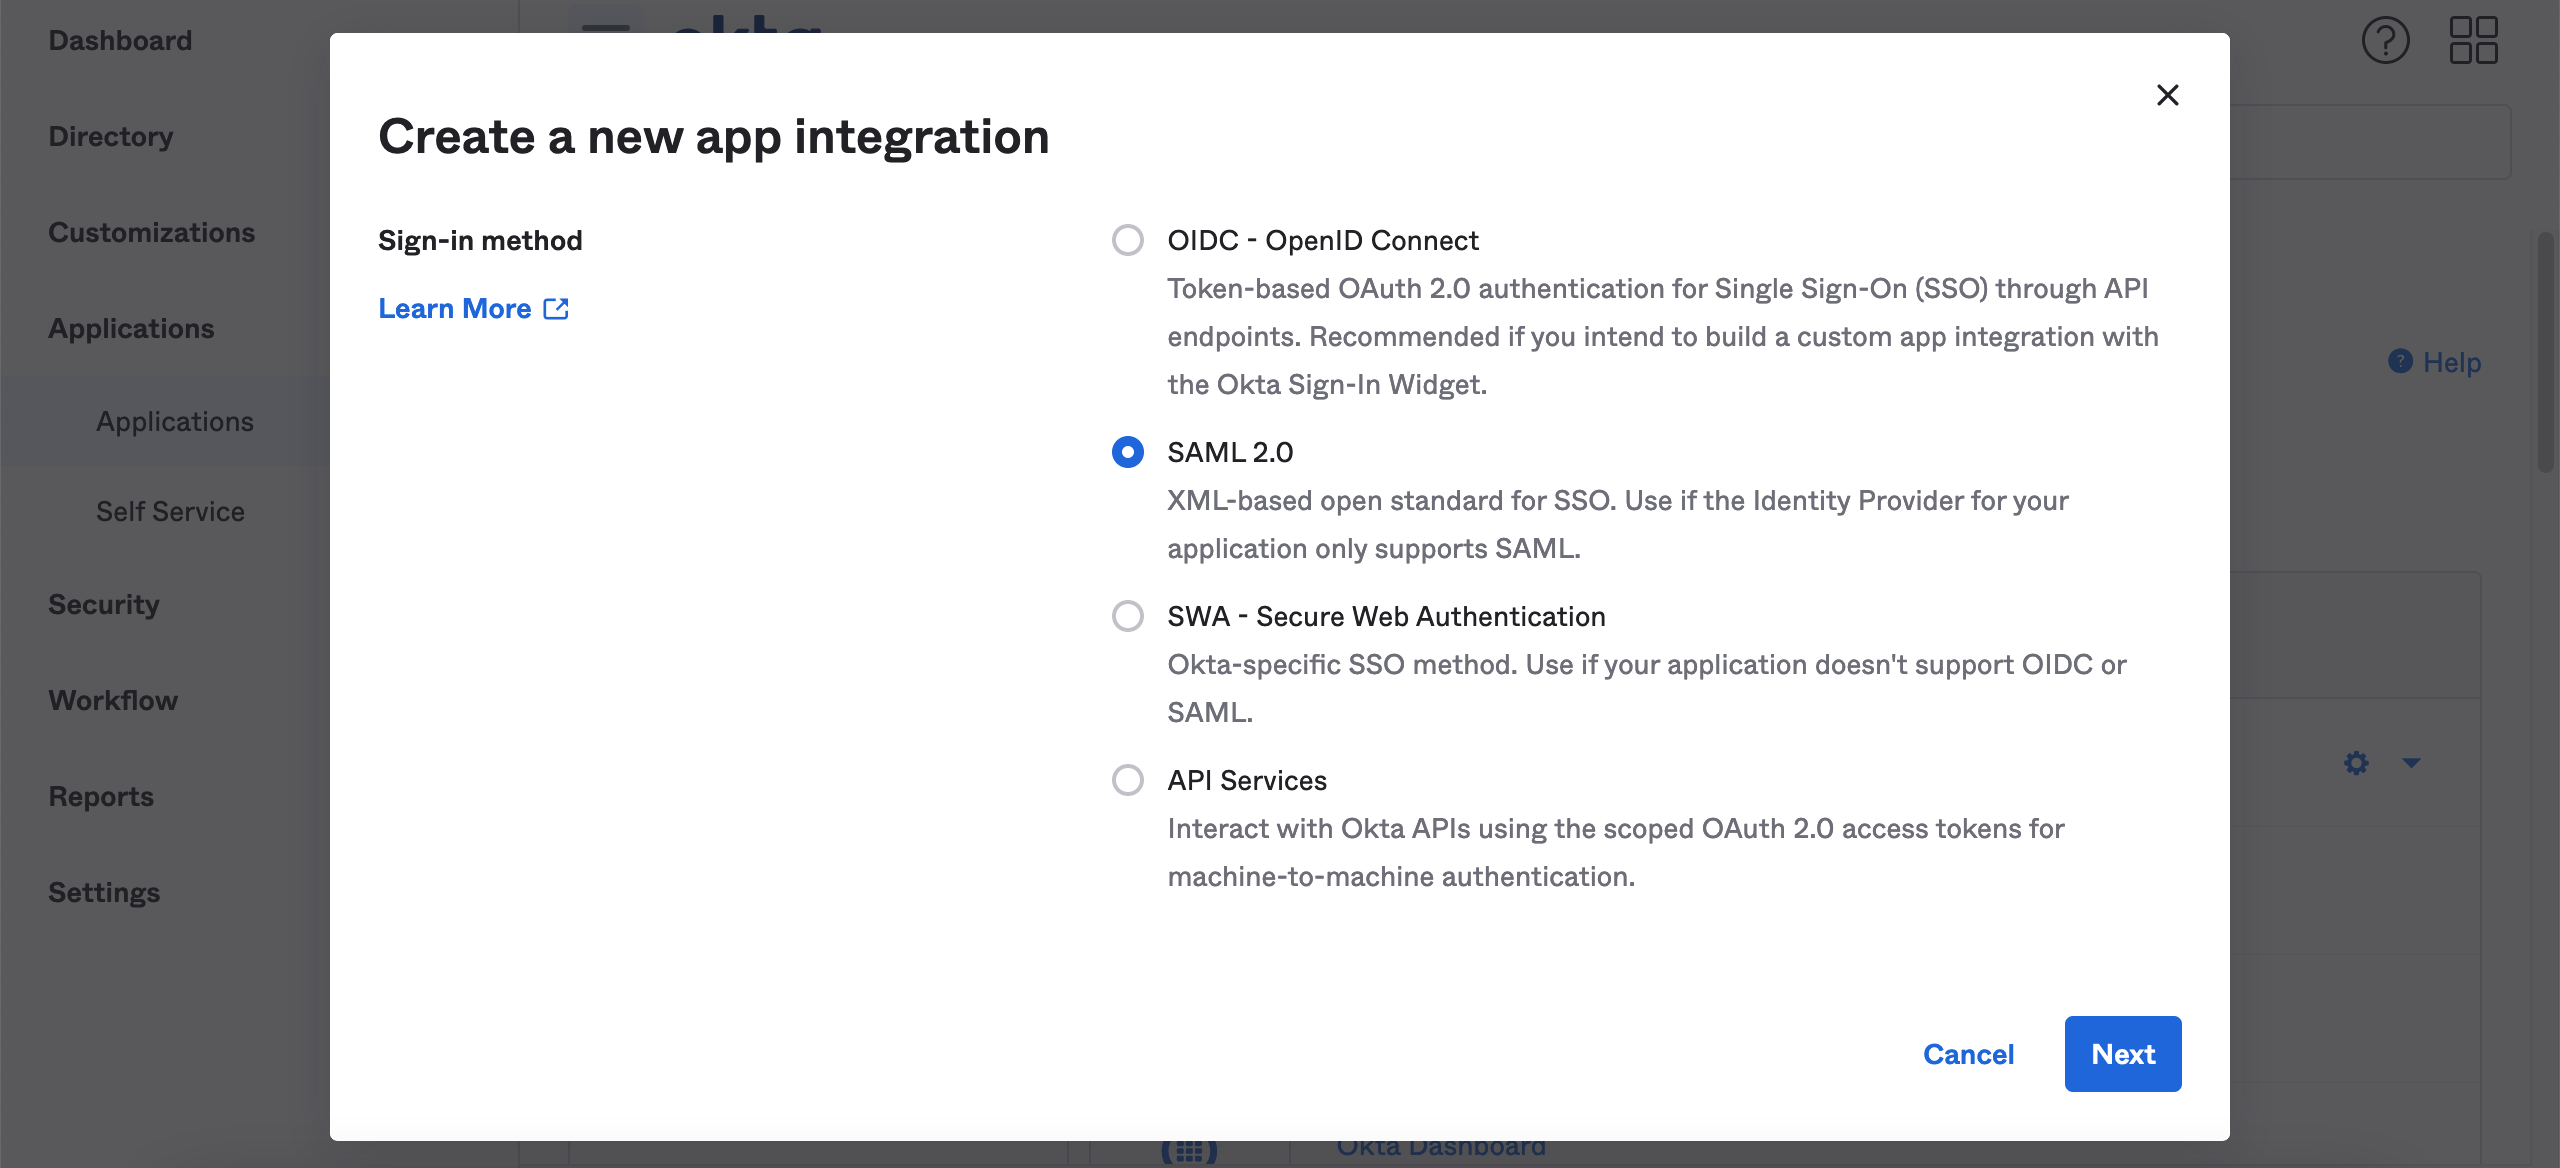 Dashboard
okta
Directory
Customizations
Applications
Applications
Self Service
Security
Workflow
Reports
Settings
Create a new app integration
Sign-in method
Learn More
OIDC - OpenID Connect
Token-based OAuth 2.0 authentication for Single Sign-On (SSO) through API
endpoints. Recommended if you intend to build a custom app integration with
the Okta Sign-In Widget.
SAML 2.0
XML-based open standard for SSO. Use if the Identity Provider for your
application only supports SAML.
SWA - Secure Web Authentication
Okta-specific SSO method. Use if your application doesn't support OIDC or
SAML.
API Services
Interact with Okta APIs using the scoped OAuth 2.0 access tokens for
machine-to-machine authentication.
Cancel
Next
Help
Okta Dashboard